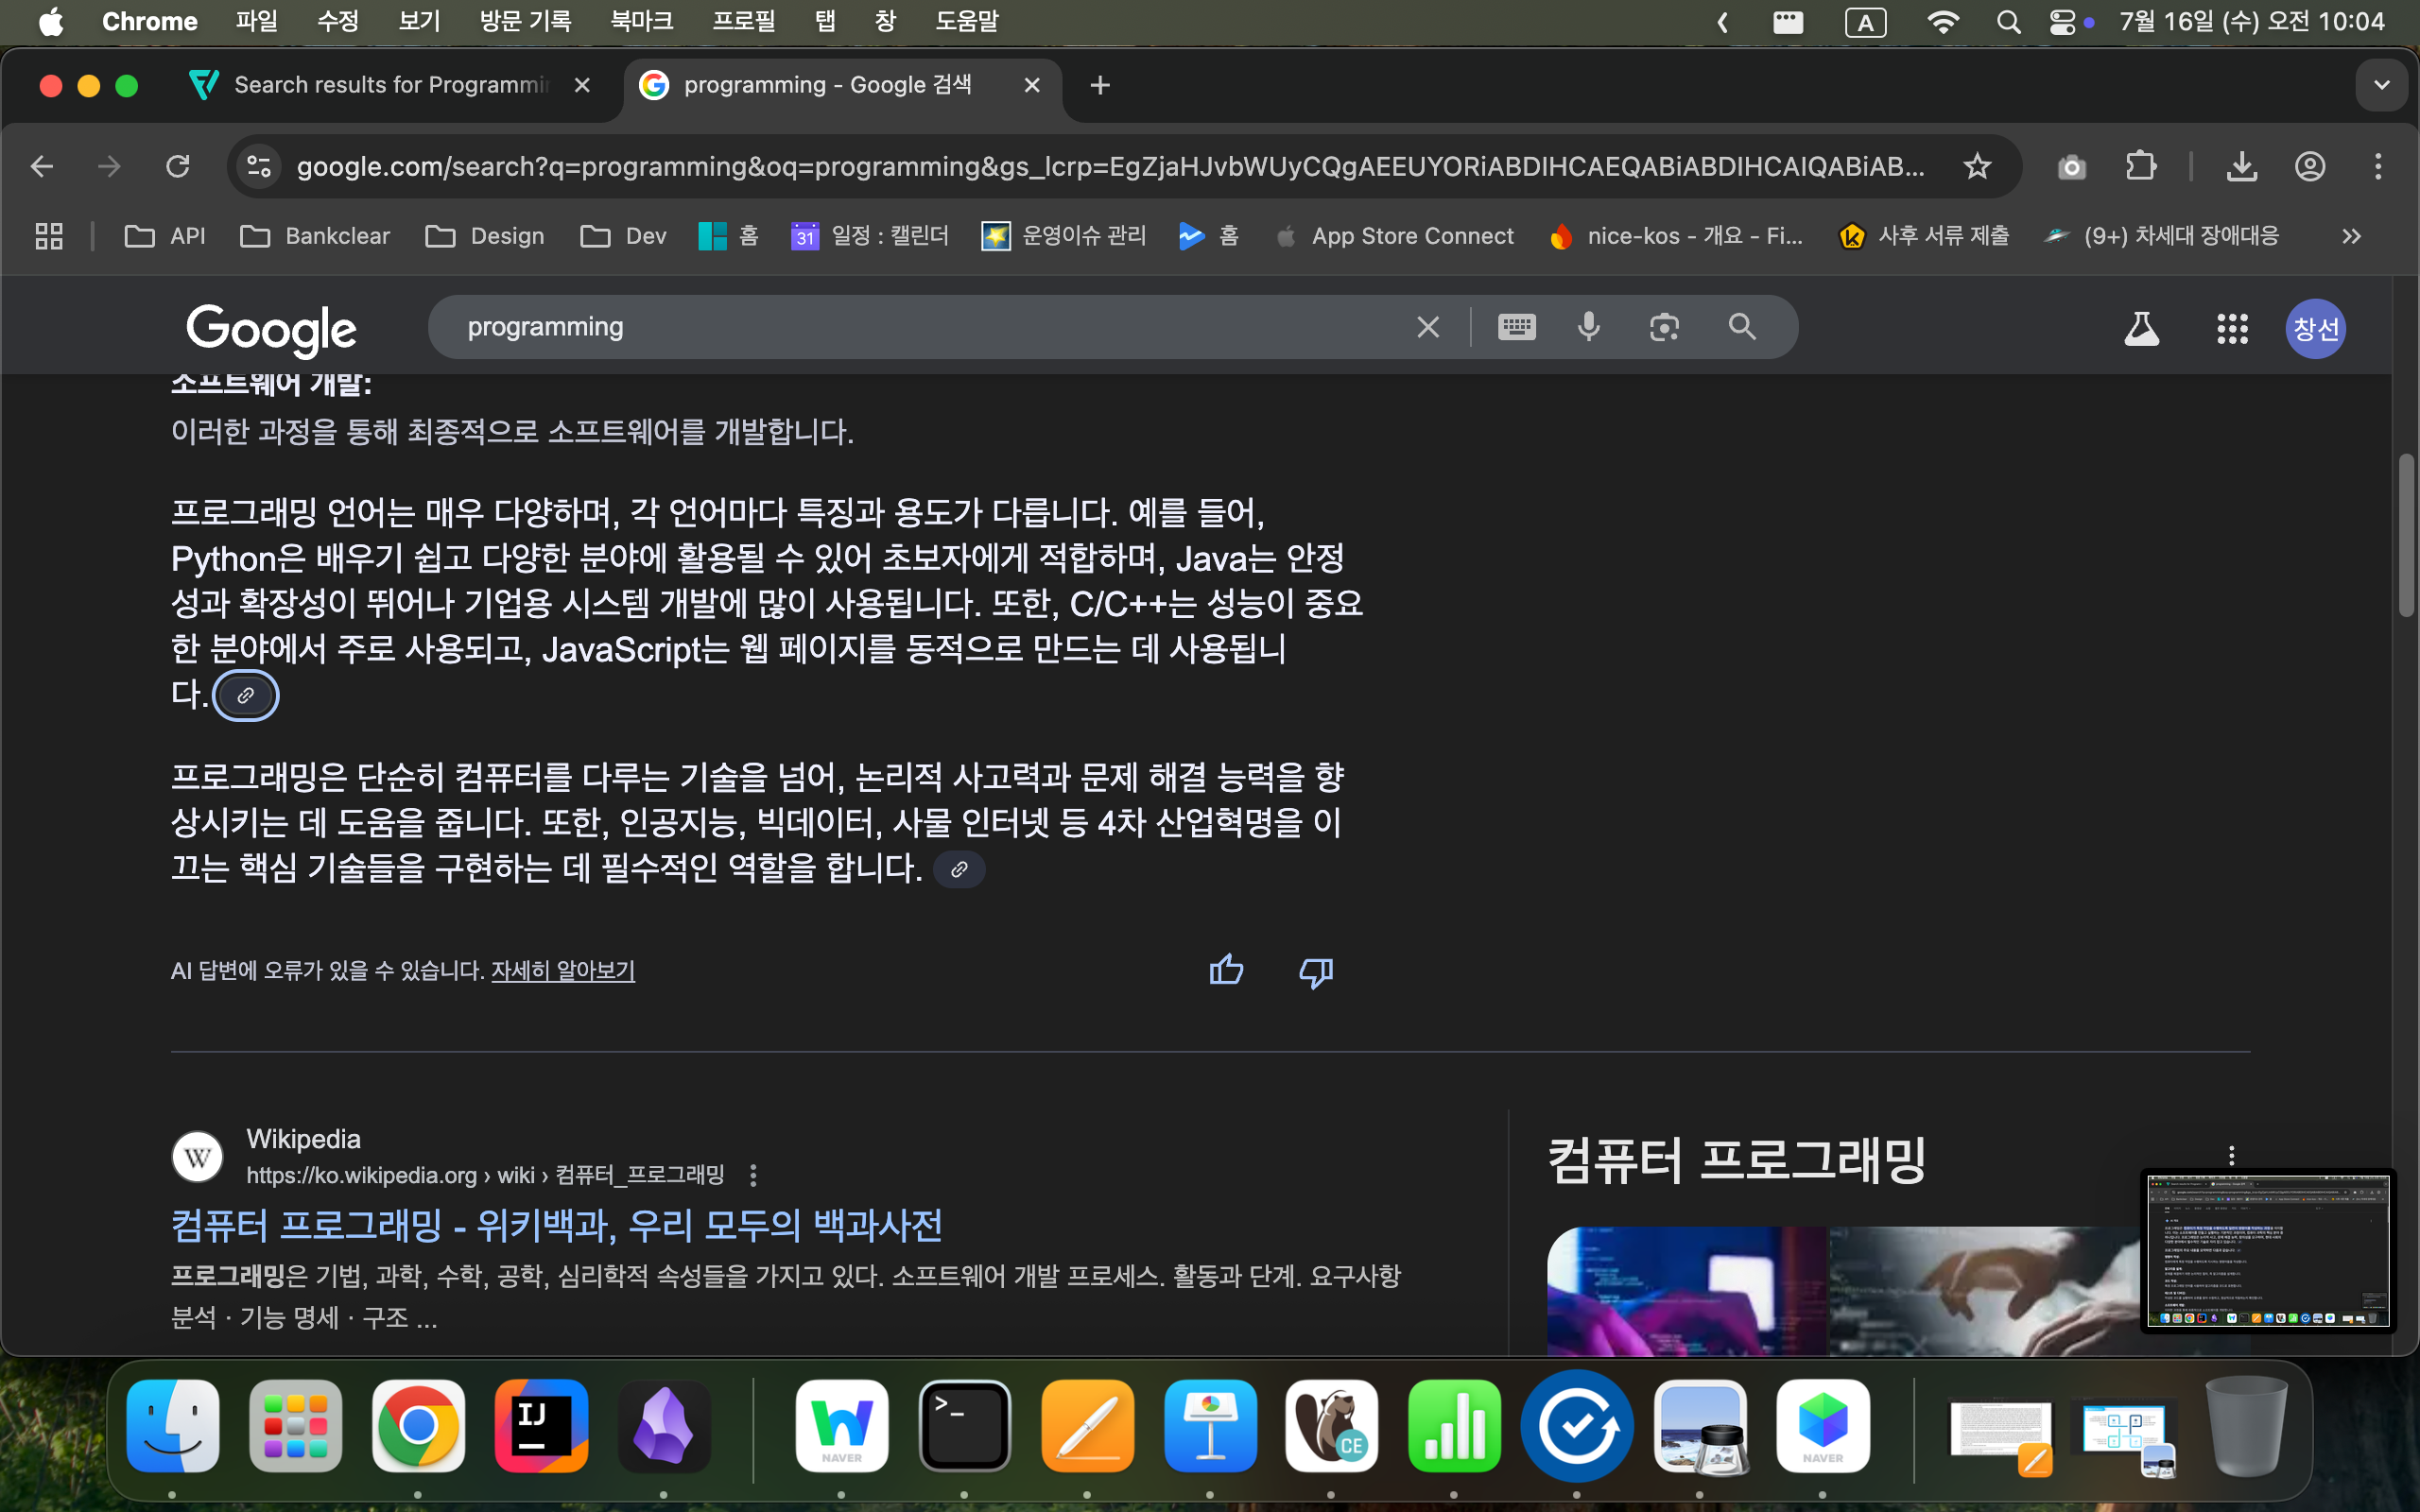 Chrome 파일 수정 보기 방문 기록 북마크 프로필 탭 창 도움말 A 7월 16일 (수) 오전 10:04
Search results for Programmi
programming - Google 검색
google.com/search?q=programming&oq=programming&gs_lcrp=EgZjaHJvbWUyCQgAEEUYORiABDIHCAEQABiABDIHCAIQABiAB...
API Bankclear Design Dev 홈 31 일정 : 캘린더 운영이슈 관리 홈 App Store Connect nice-kos - 개요 - Fi... 사후 서류 제출 (9+) 차세대 장애대응
Google programming 창선
소프트웨어 개발:
이러한 과정을 통해 최종적으로 소프트웨어를 개발합니다.
프로그래밍 언어는 매우 다양하며, 각 언어마다 특징과 용도가 다릅니다. 예를 들어,
Python은 배우기 쉽고 다양한 분야에 활용될 수 있어 초보자에게 적합하며, Java는 안정
성과 확장성이 뛰어나 기업용 시스템 개발에 많이 사용됩니다. 또한, C/C++는 성능이 중요
한 분야에서 주로 사용되고, JavaScript는 웹 페이지를 동적으로 만드는 데 사용됩니
다.
프로그래밍은 단순히 컴퓨터를 다루는 기술을 넘어, 논리적 사고력과 문제 해결 능력을 향
상시키는 데 도움을 줍니다. 또한, 인공지능, 빅데이터, 사물 인터넷 등 4차 산업혁명을 이
끄는 핵심 기술들을 구현하는 데 필수적인 역할을 합니다.
AI 답변에 오류가 있을 수 있습니다. 자세히 알아보기
W Wikipedia
https://ko.wikipedia.org › wiki › 컴퓨터_프로그래밍
컴퓨터 프로그래밍 - 위키백과, 우리 모두의 백과사전
프로그래밍은 기법, 과학, 수학, 공학, 심리학적 속성들을 가지고 있다. 소프트웨어 개발 프로세스. 활동과 단계. 요구사항
분석 · 기능 명세 · 구조 ...
컴퓨터 프로그래밍
IJ
NAVER
>_
CE
NAVER